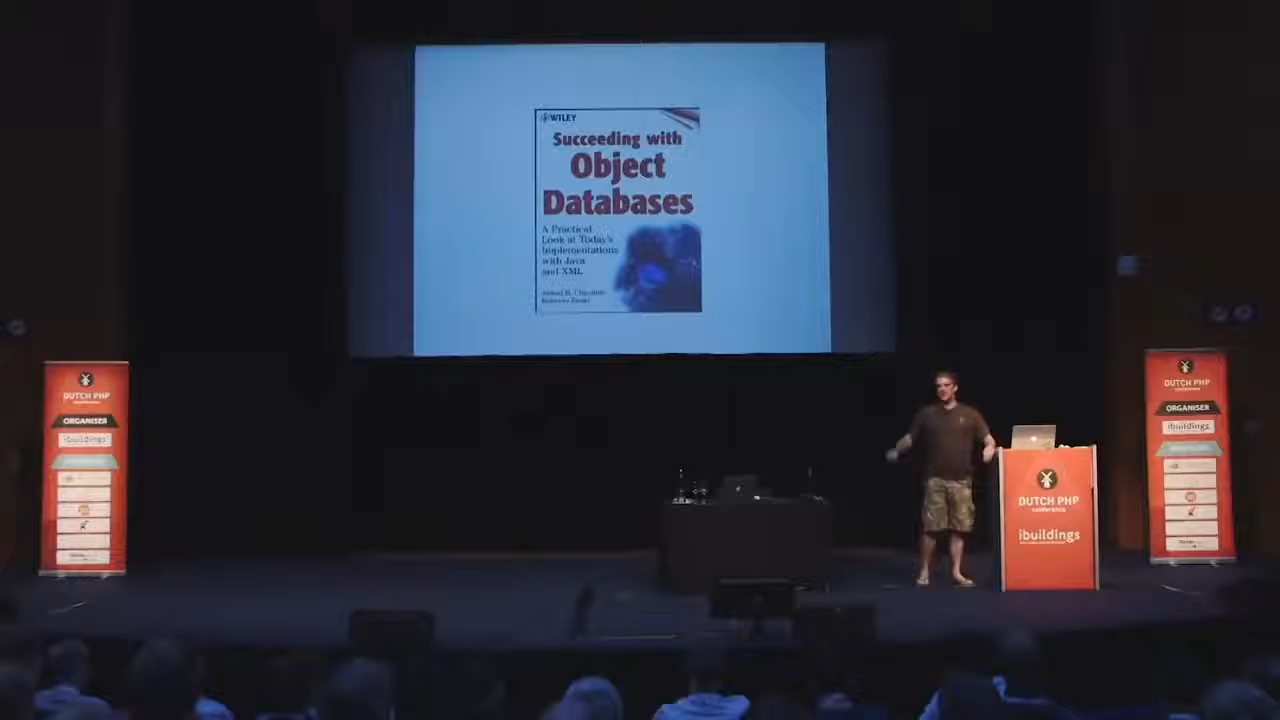 WILEY
Succeeding with
Object
Databases
A Practical
Look at Today's
Implementations
with Java
and XML
DUTCH PHP
ORGANISER
ibuildings
DUTCH PHP
conference
ibuildings
DUTCH PHP
ORGANISER
ibuildings